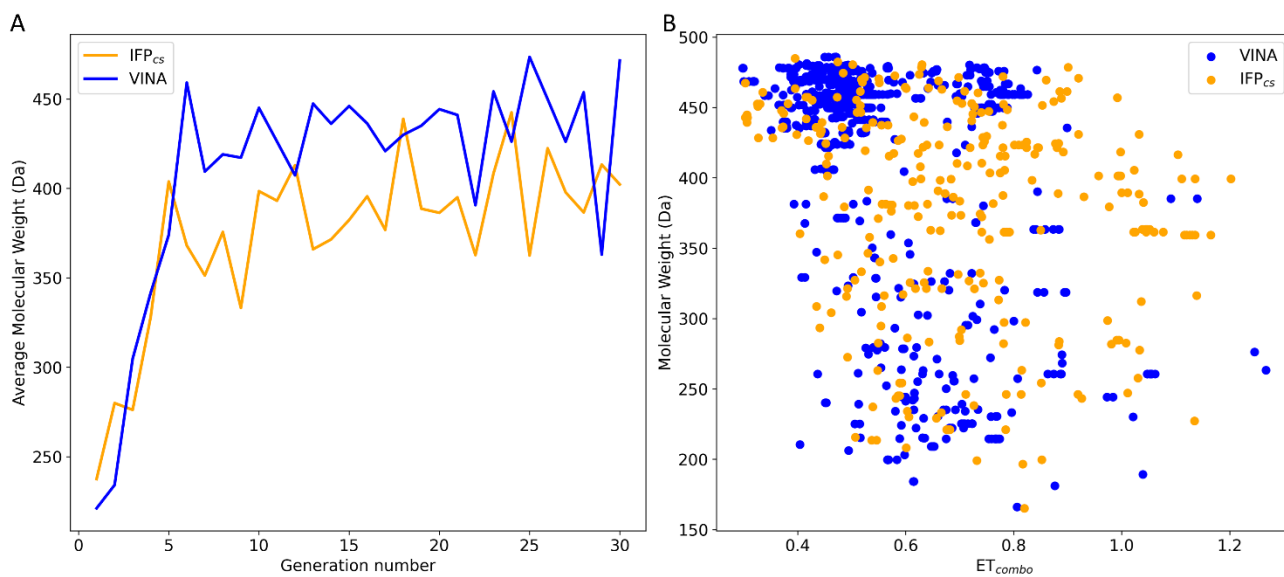 A
IFPcs
VINA
450
400
350
300
250
0
5
10
15
20
25
30
Average Molecular Weight (Da)
Generation number
B
VINA
IFPcs
500
450
400
350
300
250
200
150
0.4
0.6
0.8
1.0
1.2
Molecular Weight (Da)
ETcombo